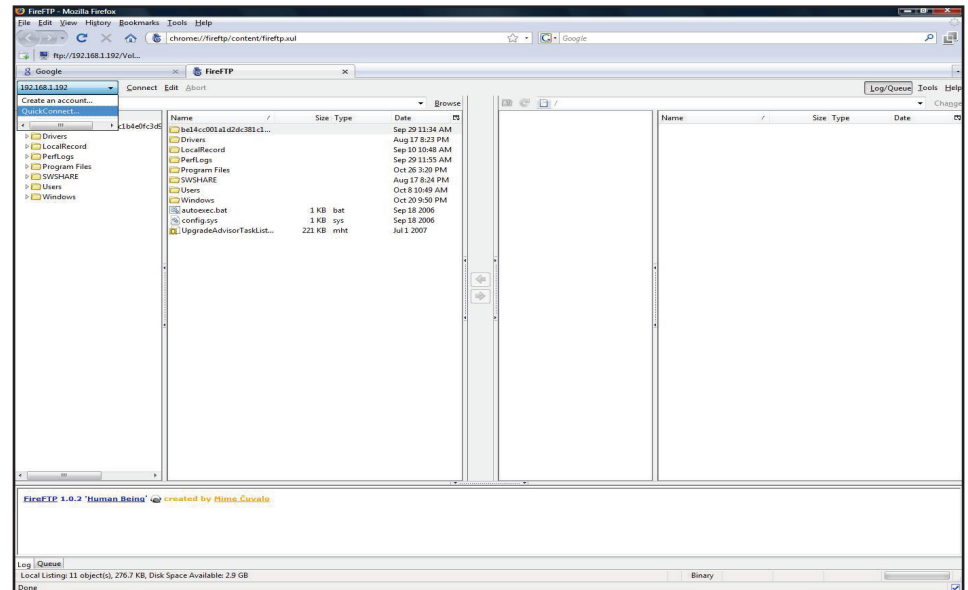 FireFTP - Mozilla Firefox
File Edit View History Bookmarks Tools Help
chrome://fireftp/content/fireftp.xul
Google
ftp://192.168.1.192/Vol...
Google
FireFTP
192.168.1.192 Connect Edit Abort Log/Queue Tools Help
Create an account...
QuickConnect...
Browse
/
Change
c1b4e0fc3d5
Drivers
LocalRecord
PerfLogs
Program Files
SWSHARE
Users
Windows
Name Size Type Date
be14cc001a1d2dc381c1... Sep 29 11:34 AM
Drivers Aug 17 8:23 PM
LocalRecord Sep 10 10:48 AM
PerfLogs Sep 29 11:55 AM
Program Files Oct 26 3:20 PM
SWSHARE Aug 17 8:24 PM
Users Oct 8 10:49 AM
Windows Oct 20 9:50 PM
autoexec.bat 1 KB bat Sep 18 2006
config.sys 1 KB sys Sep 18 2006
UpgradeAdvisorTaskList... 221 KB mht Jul 1 2007
Name Size Type Date
FireFTP 1.0.2 'Human Being' created by Mime Čuvalo
Log Queue
Local Listing: 11 object(s), 276.7 KB, Disk Space Available: 2.9 GB
Binary
Done